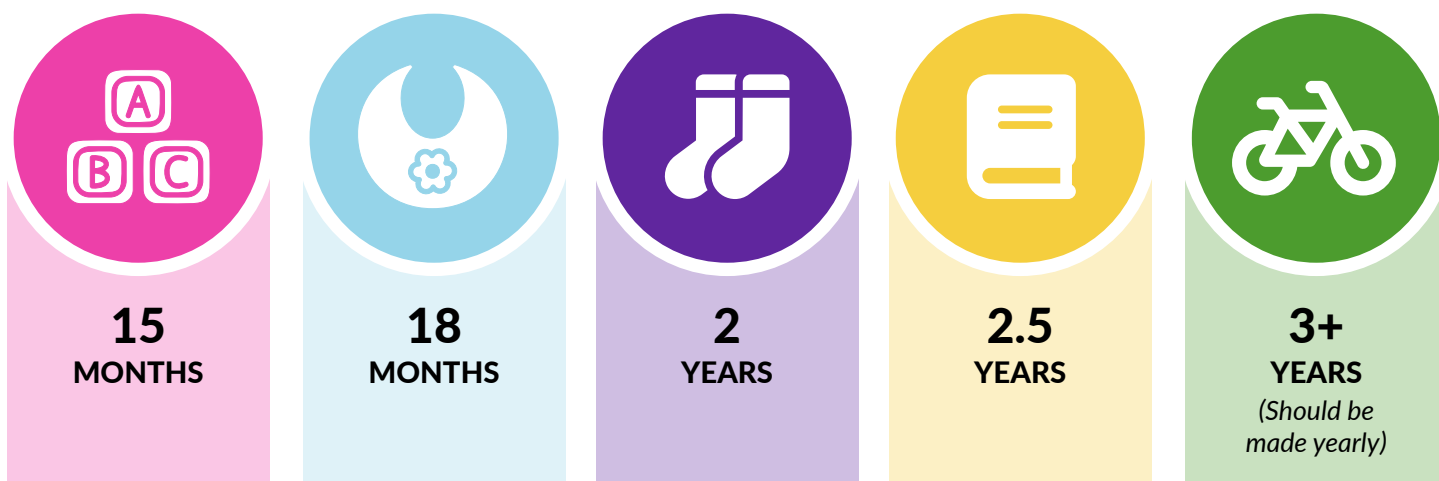 A
B C
15
MONTHS
18
MONTHS
2
YEARS
2.5
YEARS
3+
YEARS
(Should be
made yearly)